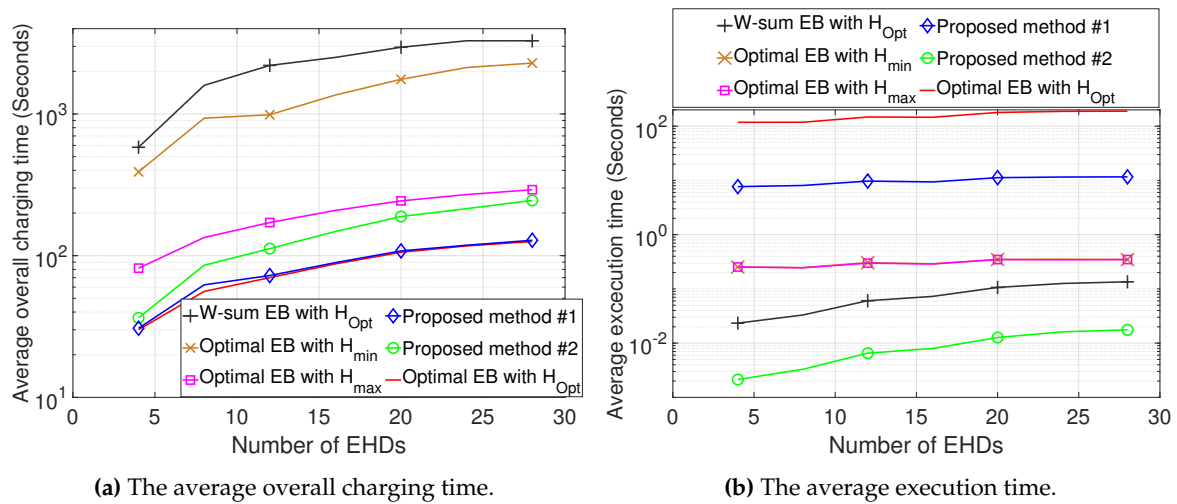 Average overall charging time (Seconds)
10^3
10^2
10^1
W-sum EB with H_Opt
Proposed method #1
Optimal EB with H_min
Proposed method #2
Optimal EB with H_max
Optimal EB with H_Opt
0 5 10 15 20 25 30
Number of EHDs
(a) The average overall charging time.
W-sum EB with H_Opt
Proposed method #1
Optimal EB with H_min
Proposed method #2
Optimal EB with H_max
Optimal EB with H_Opt
Average excecution time (Seconds)
10^2
10^0
10^-2
0 5 10 15 20 25 30
Number of EHDs
(b) The average execution time.